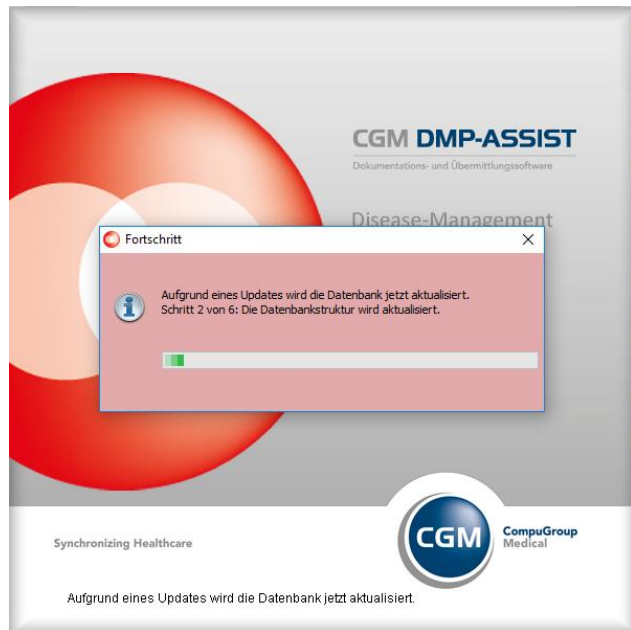 CGM DMP-ASSIST
Dokumentations- und Übermittlungssoftware
Disease-Management
Fortschritt
Aufgrund eines Updates wird die Datenbank jetzt aktualisiert.
Schritt 2 von 6: Die Datenbankstruktur wird aktualisiert.
Synchronizing Healthcare
CGM
CompuGroup
Medical
Aufgrund eines Updates wird die Datenbank jetzt aktualisiert.